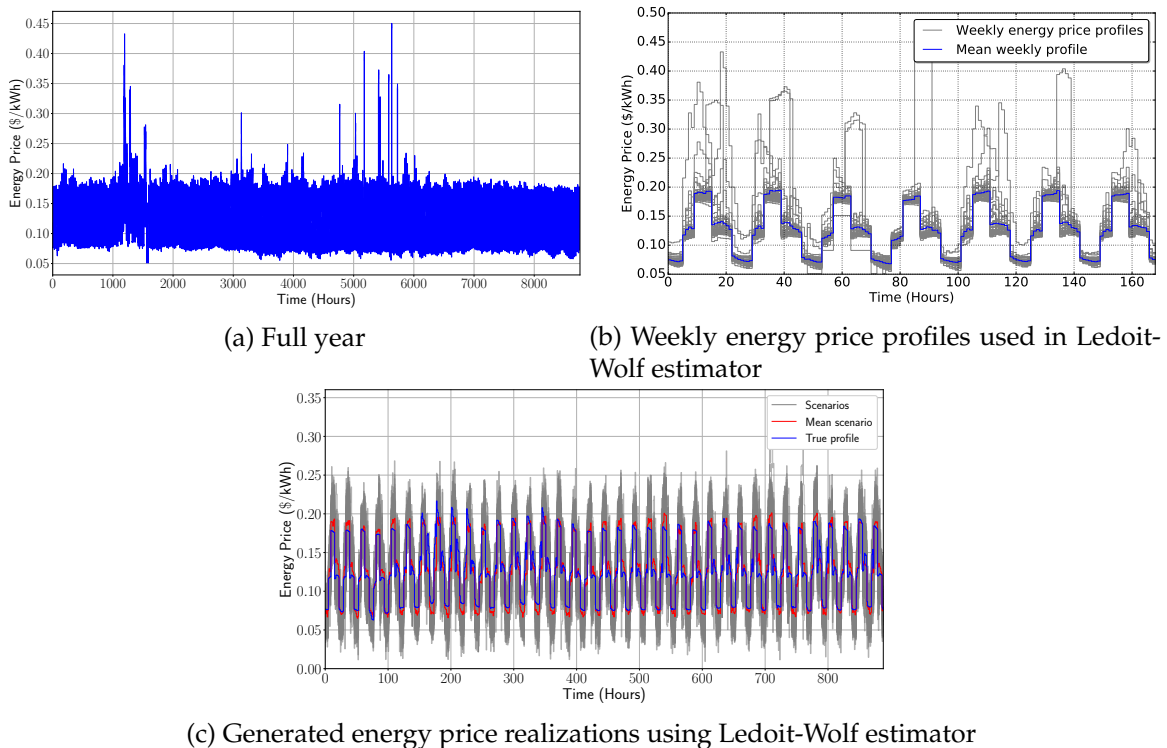 0.45
0.40
0.35
0.30
0.25
0.20
0.15
0.10
0.05
Energy Price ($/kWh)
0 1000 2000 3000 4000 5000 6000 7000 8000
Time (Hours)
(a) Full year
0.50
0.45
0.40
0.35
0.30
0.25
0.20
0.15
0.10
0.05
Energy Price ($/kWh)
Weekly energy price profiles
Mean weekly profile
0 20 40 60 80 100 120 140 160
Time (Hours)
(b) Weekly energy price profiles used in Ledoit-
Wolf estimator
0.35
0.30
0.25
0.20
0.15
0.10
0.05
0.00
Energy Price ($/kWh)
Scenarios
Mean scenario
True profile
0 100 200 300 400 500 600 700 800
Time (Hours)
(c) Generated energy price realizations using Ledoit-Wolf estimator